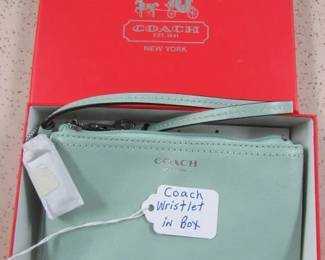 COACH
EST. 1941
NEW YORK
COACH
Coach
Wristlet
in Box